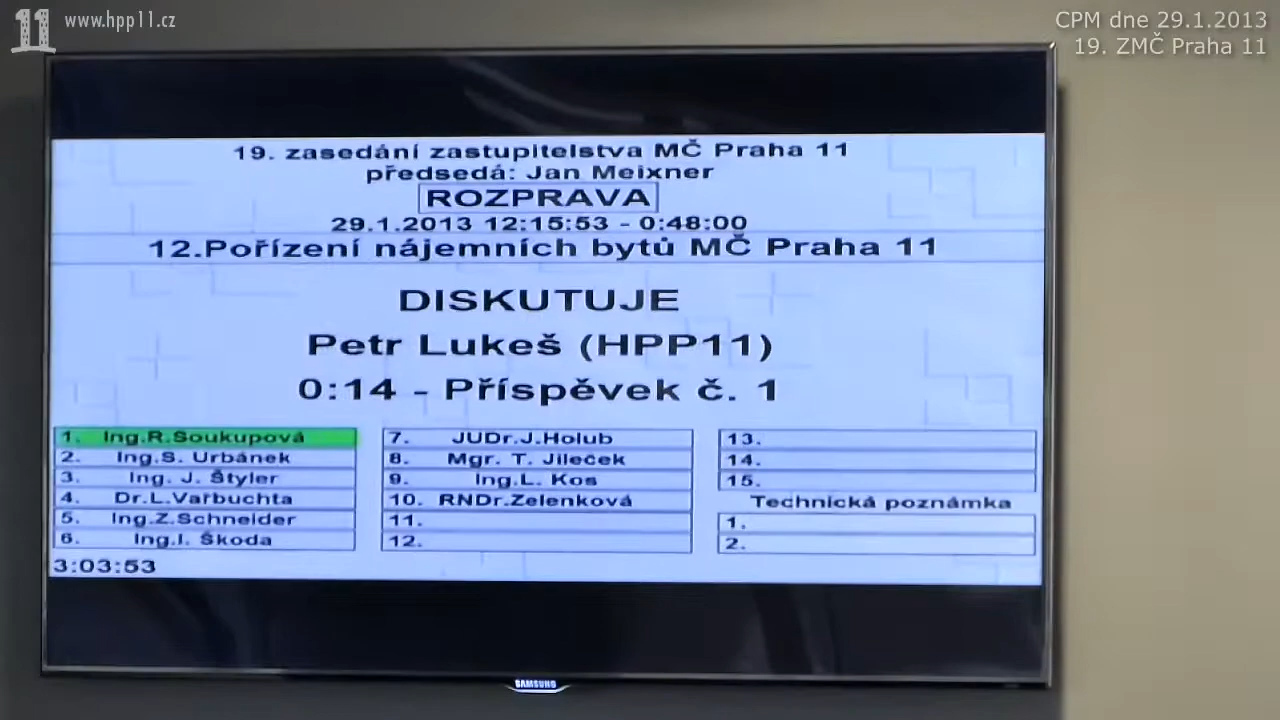 11 www.hpp11.cz
CPM dne 29.1.2013
19. ZMČ Praha 11
19. zasedání zastupitelstva MČ Praha 11
předsedá: Jan Meixner
ROZPRAVA
29.1.2013 12:15:53 - 0:48:00
12.Pořízení nájemních bytů MČ Praha 11
DISKUTUJE
Petr Lukeš (HPP11)
0:14 - Příspěvek č. 1
1. Ing.R.Soukupová
2. Ing.S. Urbánek
3. Ing. J. Štyler
4. Dr.L.Vařbuchta
5. Ing.Z.Schneider
6. Ing.I. Škoda
7. JUDr.J.Holub
8. Mgr. T. Jíleček
9. Ing.L. Kos
10. RNDr.Zelenková
11.
12.
13.
14.
15.
Technická poznámka
1.
2.
3:03:53
SAMSUNG